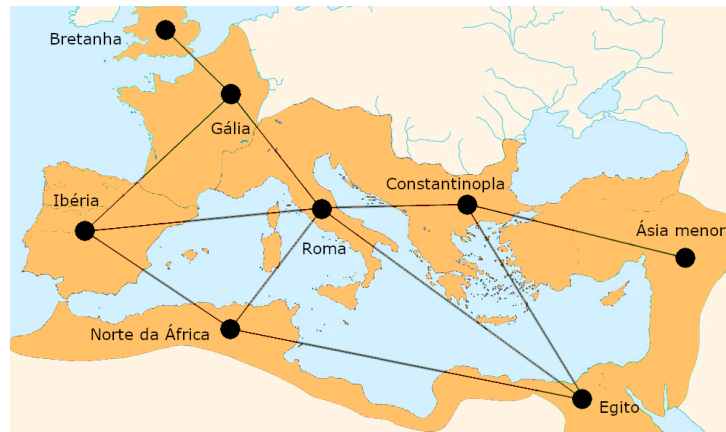 Bretanha
Gália
Ibéria
Constantinopla
Roma
Ásia menor
Norte da África
Egito